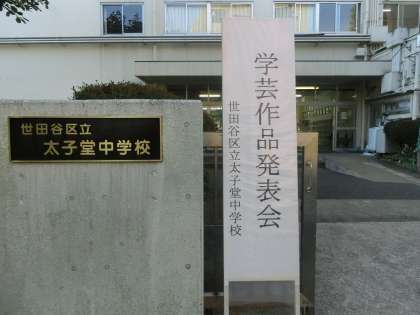 世田谷区立
太子堂中学校
学芸作品発表会
世田谷区立太子堂中学校